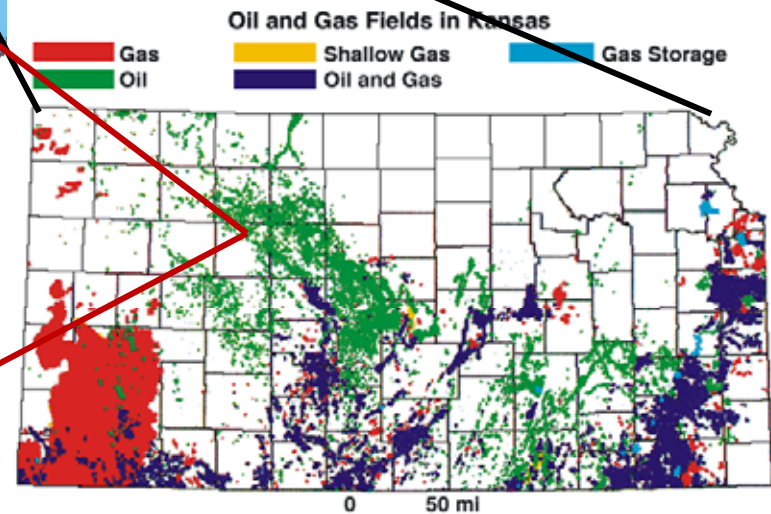 Oil and Gas Fields in Kansas
Gas
Shallow Gas
Gas Storage
Oil
Oil and Gas
0 50 mi